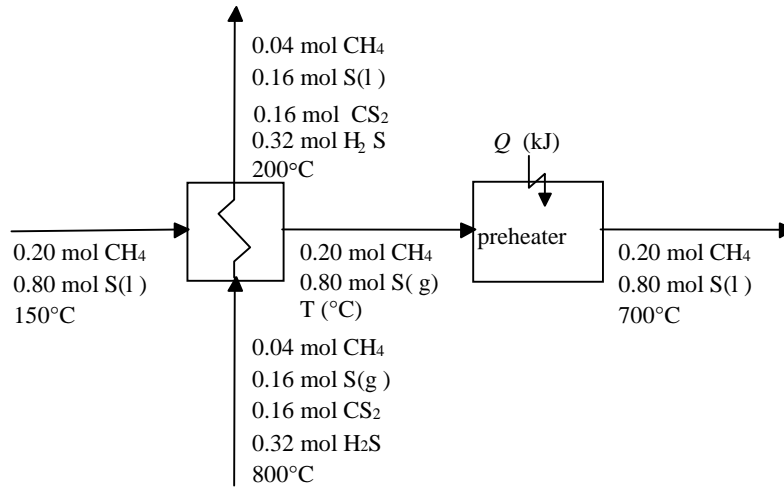 0.04 mol CH4
0.16 mol S(l )
0.16 mol CS2
0.32 mol H2 S
200°C
Q (kJ)
preheater
0.20 mol CH4
0.80 mol S(l )
150°C
0.20 mol CH4
0.80 mol S( g)
T (°C)
0.20 mol CH4
0.80 mol S(l )
700°C
0.04 mol CH4
0.16 mol S(g )
0.16 mol CS2
0.32 mol H2S
800°C